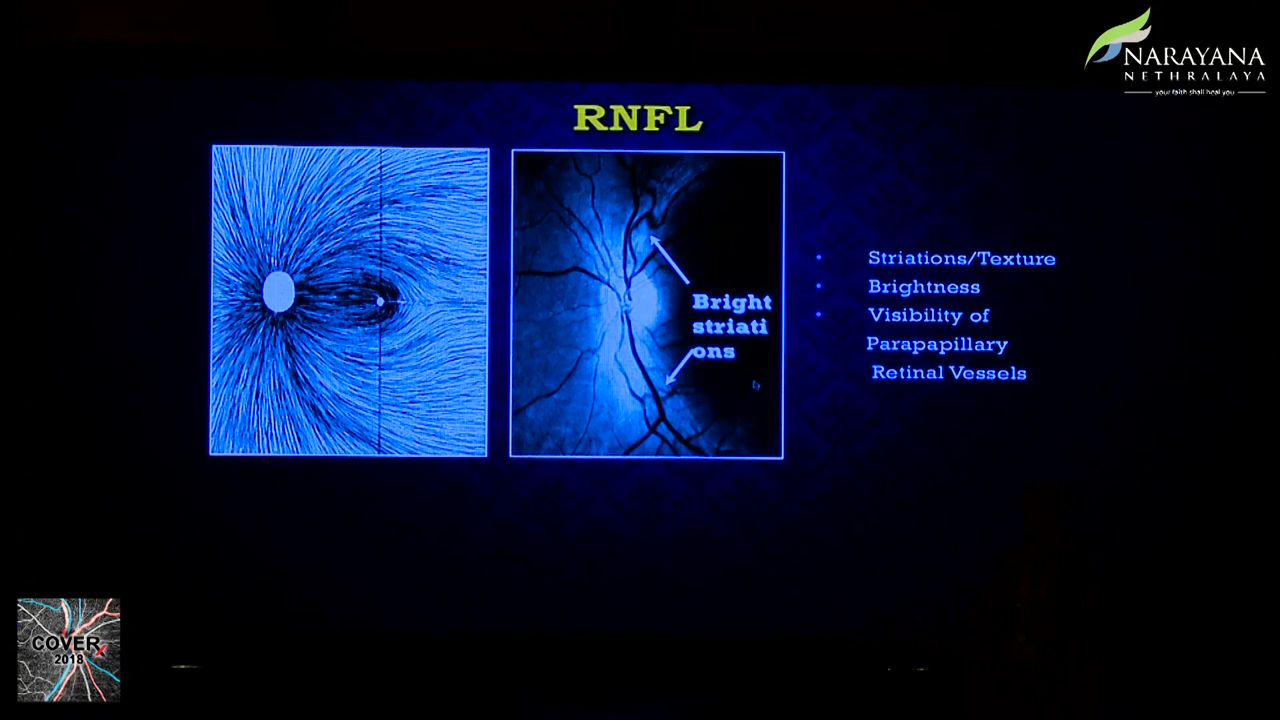 NARAYANA
NETHRALAYA
your faith shall heal you
RNFL
Bright
striati
ons
• Striations/Texture
• Brightness
• Visibility of
Parapapillary
Retinal Vessels
COVERx
2018